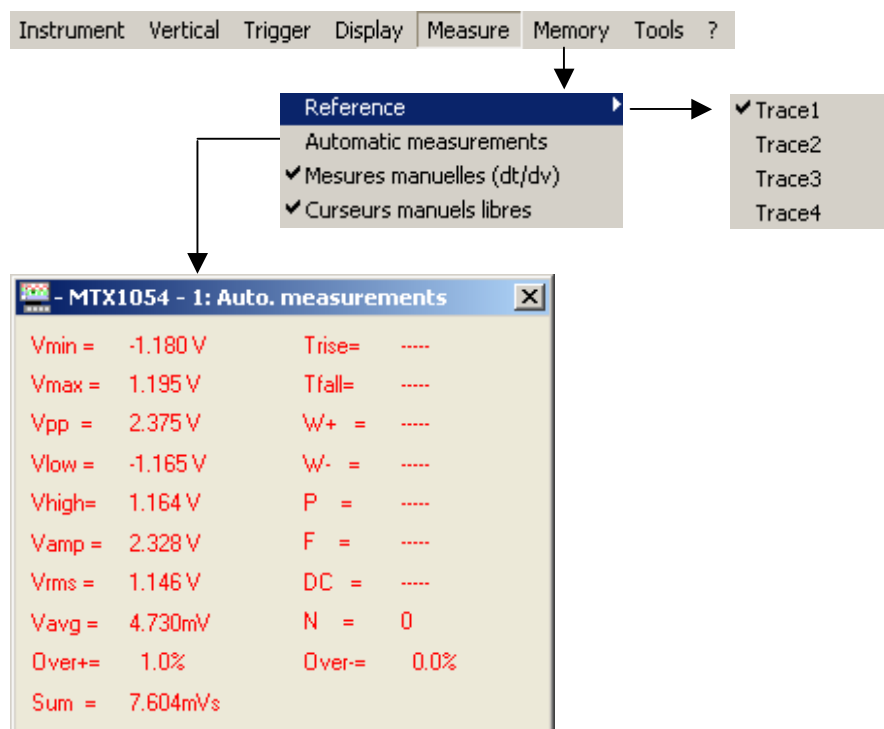 Instrument Vertical Trigger Display Measure Memory Tools ?
Reference
Automatic measurements
Mesures manuelles (dt/dv)
Curseurs manuels libres
Trace1
Trace2
Trace3
Trace4
- MTX1054 - 1: Auto. measurements
Vmin = -1.180 V Trise= -----
Vmax = 1.195 V Tfall= -----
Vpp = 2.375 V W+ = -----
Vlow = -1.165 V W- = -----
Vhigh= 1.164 V P = -----
Vamp = 2.328 V F = -----
Vrms = 1.146 V DC = -----
Vavg = 4.730mV N = 0
Over+= 1.0% Over-= 0.0%
Sum = 7.604mVs